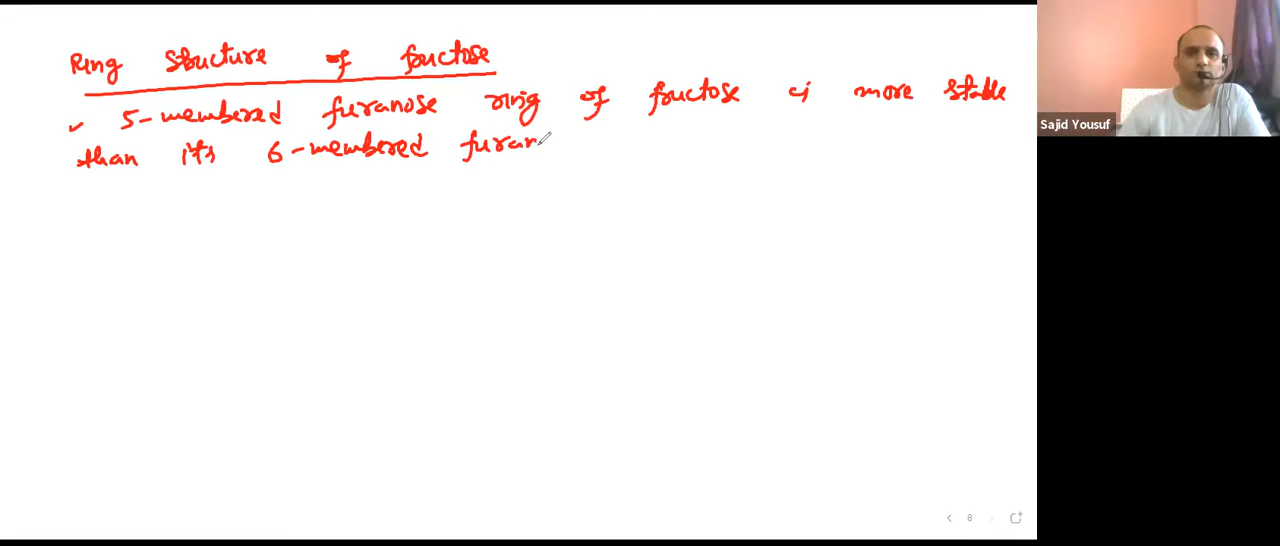 Ring structure of fructose
✓ 5-membered furanose ring of fructose is more stable
than its 6-membered furan
Sajid Yousuf
8